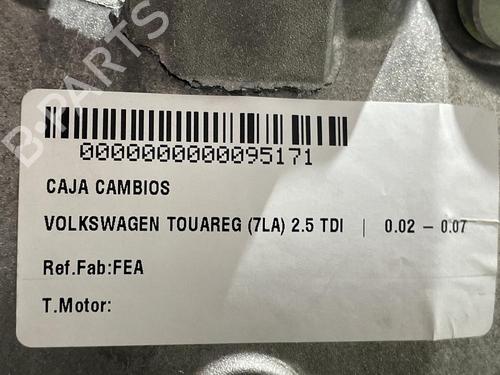 B-PARTS
0000000000095171
CAJA CAMBIOS
VOLKSWAGEN TOUAREG (7LA) 2.5 TDI | 0.02 – 0.07
Ref.Fab:FEA
T.Motor: